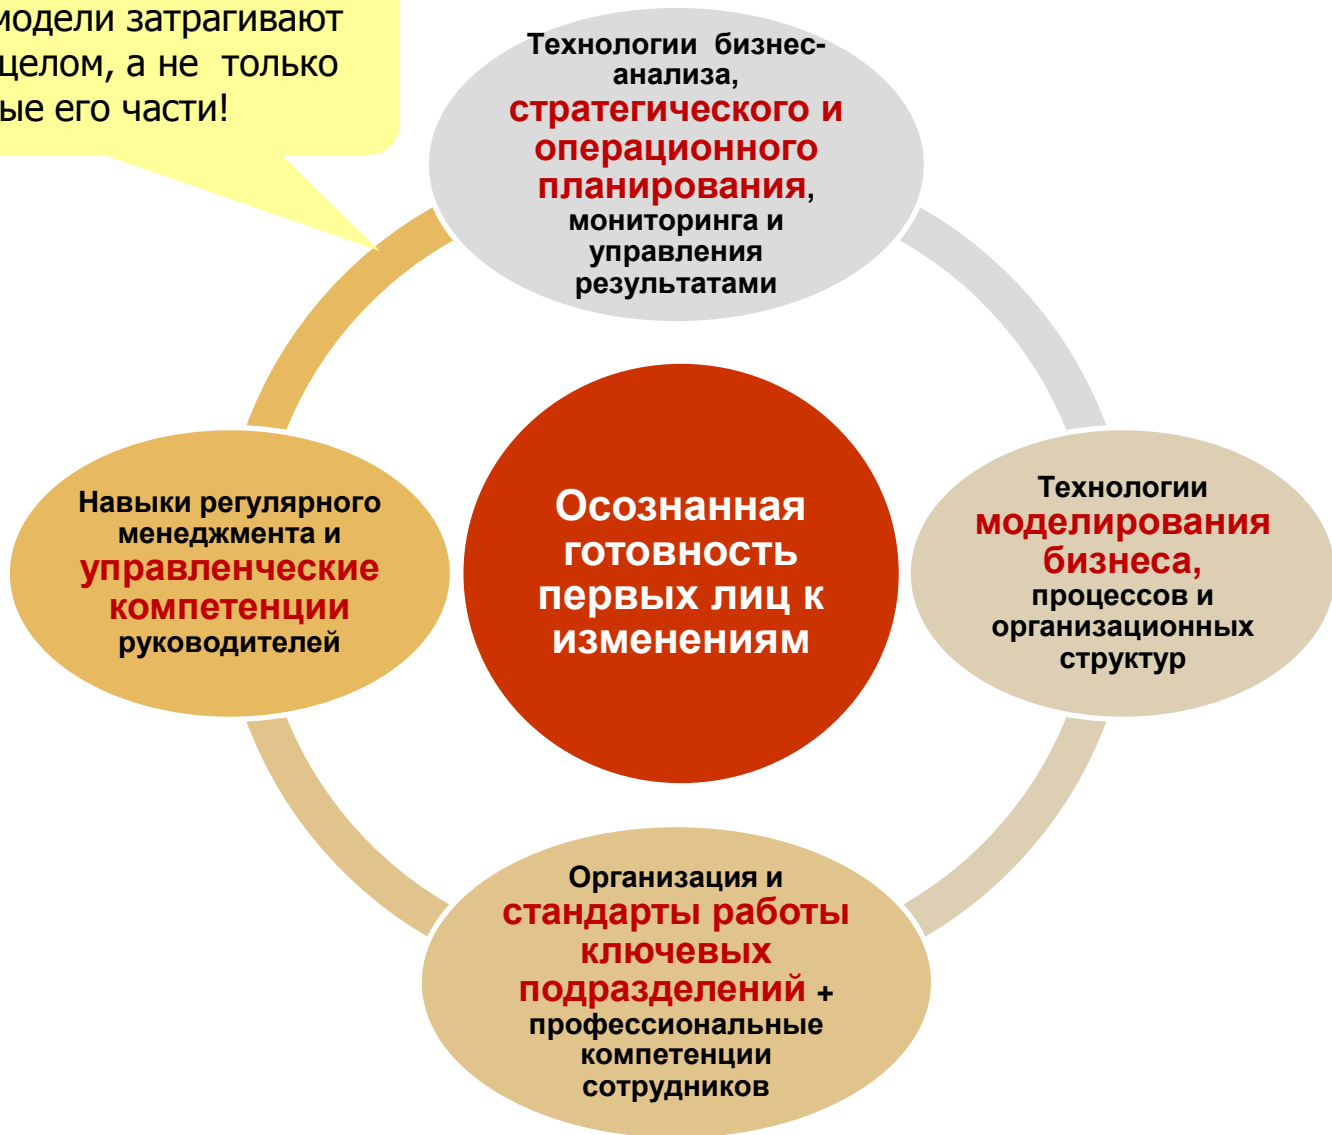 модели затрагивают
целом, а не только
ые его части!
Технологии бизнес-
анализа,
стратегического и
операционного
планирования,
мониторинга и
управления
результатами
Навыки регулярного
менеджмента и
управленческие
компетенции
руководителей
Осознанная
готовность
первых лиц к
изменениям
Технологии
моделирования
бизнеса,
процессов и
организационных
структур
Организация и
стандарты работы
ключевых
подразделений +
профессиональные
компетенции
сотрудников